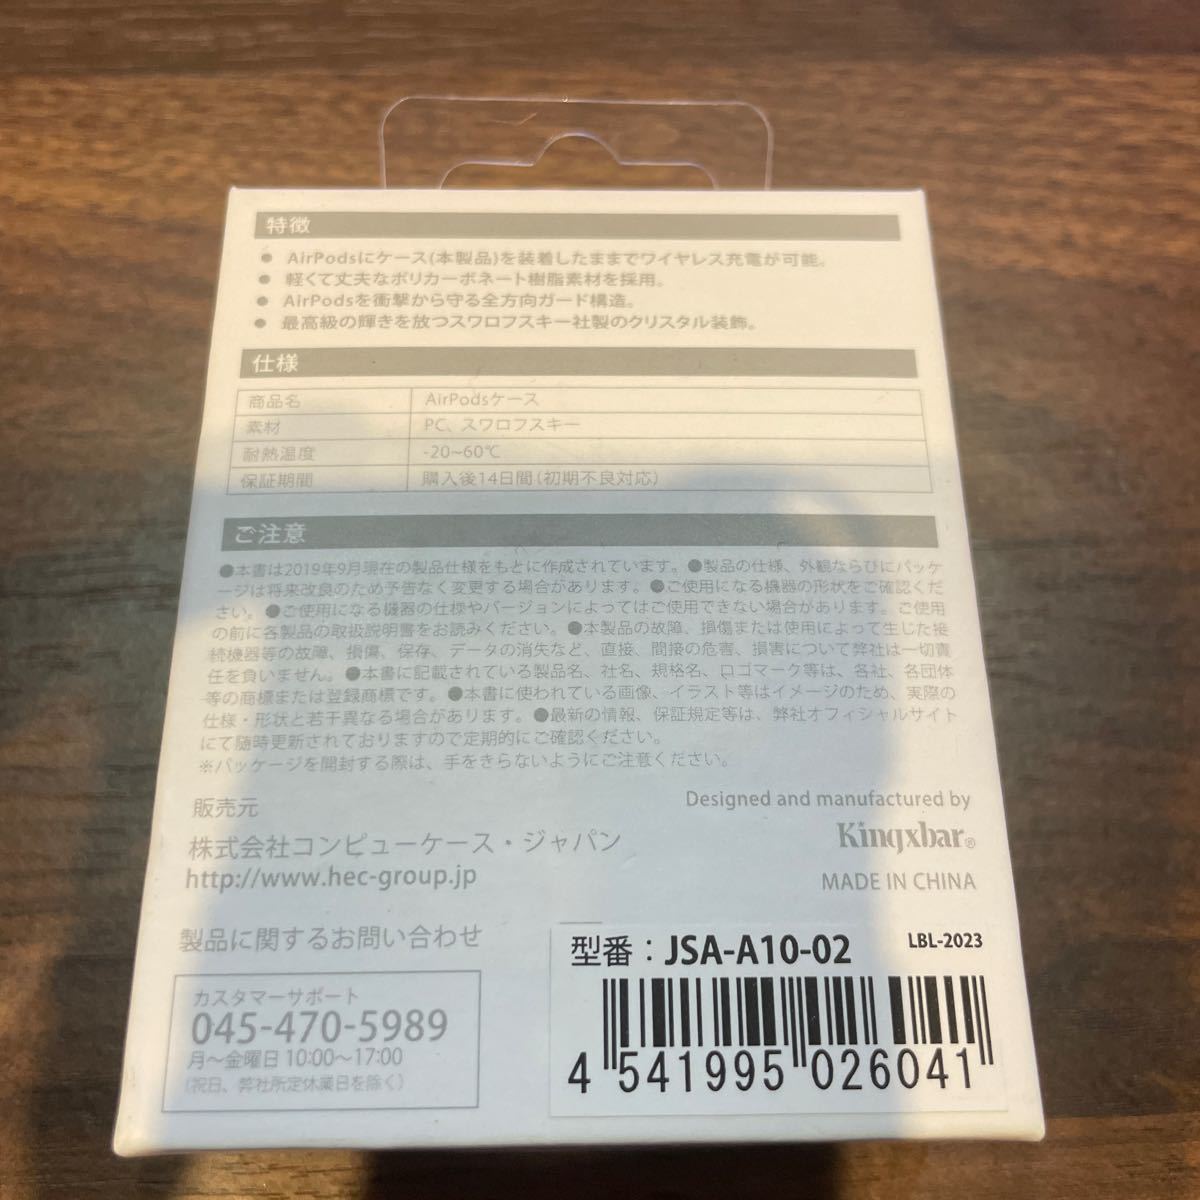 特徴
● AirPodsにケース(本製品)を装着したままでワイヤレス充電が可能。
● 軽くて丈夫なポリカーボネート樹脂素材を採用。
● AirPodsを衝撃から守る全方向ガード構造。
● 最高級の輝きを放つスワロフスキー社製のクリスタル装飾。
仕様
商品名 AirPodsケース
素材 PC、スワロフスキー
耐熱温度 -20~60℃
保証期間 購入後14日間(初期不良対応)
ご注意
●本書は2019年9月現在の製品仕様をもとに作成されています。●製品の仕様、外観ならびにパッケ
ージは将来改良のため予告なく変更する場合があります。●ご使用になる機器の形状をご確認くだ
さい。●ご使用になる機器の仕様やバージョンによってはご使用できない場合があります。ご使用
の前に各製品の取扱説明書をお読みください。●本製品の故障、損傷または使用によって生じた接
続機器等の故障、損傷、保存、データの消失など、直接、間接の危害、損害について弊社は一切責
任を負いません。●本書に記載されている製品名、社名、規格名、ロゴマーク等は、各社、各団体
等の商標または登録商標です。●本書に使われている画像、イラスト等はイメージのため、実際の
仕様・形状と若干異なる場合があります。●最新の情報、保証規定等は、弊社オフィシャルサイト
にて随時更新されておりますので定期的にご確認ください。
※パッケージを開封する際は、手をきらないようにご注意ください。
販売元
株式会社コンピューケース・ジャパン
http://www.hec-group.jp
Designed and manufactured by
Kingxbar®
MADE IN CHINA
製品に関するお問い合わせ
カスタマーサポート
045-470-5989
月〜金曜日 10:00〜17:00
(祝日、弊社所定休業日を除く)
型番：JSA-A10-02 LBL-2023
4 541995 026041